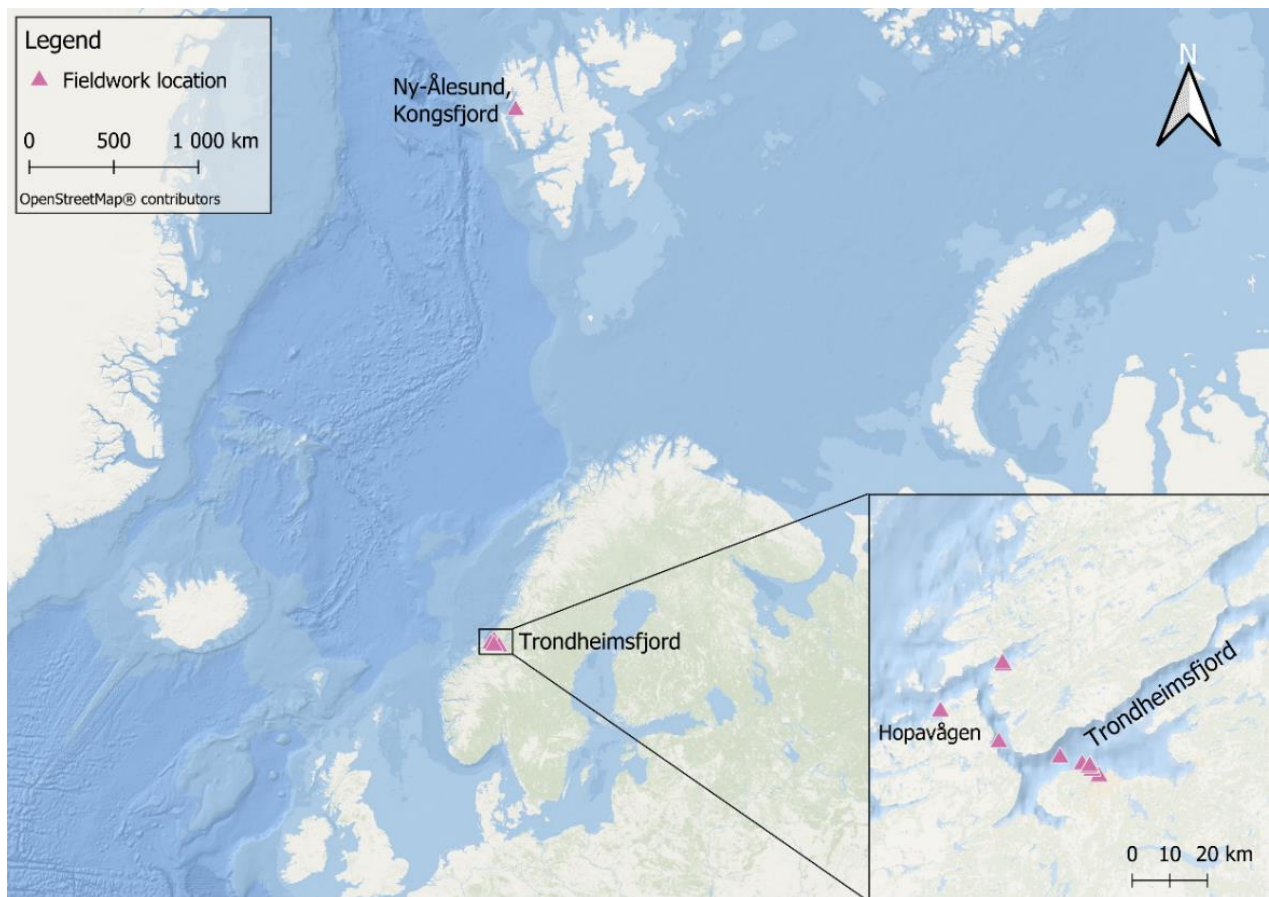 Legend
Fieldwork location
0 500 1 000 km
OpenStreetMap® contributors
Ny-Ålesund,
Kongsfjord
N
Trondheimsfjord
Trondheimsfjord
Hopavågen
0 10 20 km